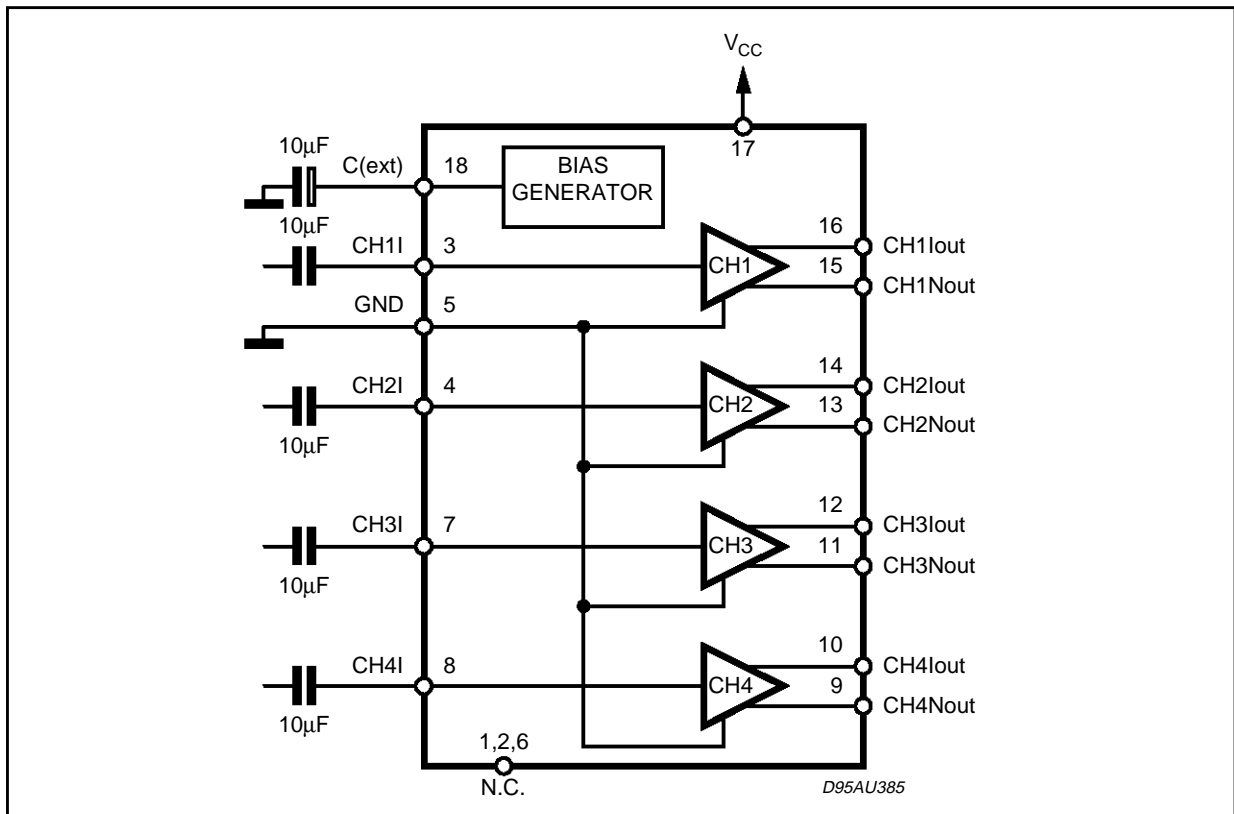 V_CC
17
10µF
C(ext)
18
BIAS
GENERATOR
10µF
CH1I
3
CH1
16
CH1Iout
15
CH1Nout
GND
5
CH2I
4
10µF
CH2
14
CH2Iout
13
CH2Nout
CH3I
7
10µF
CH3
12
CH3Iout
11
CH3Nout
CH4I
8
10µF
CH4
10
CH4Iout
9
CH4Nout
1,2,6
N.C.
D95AU385